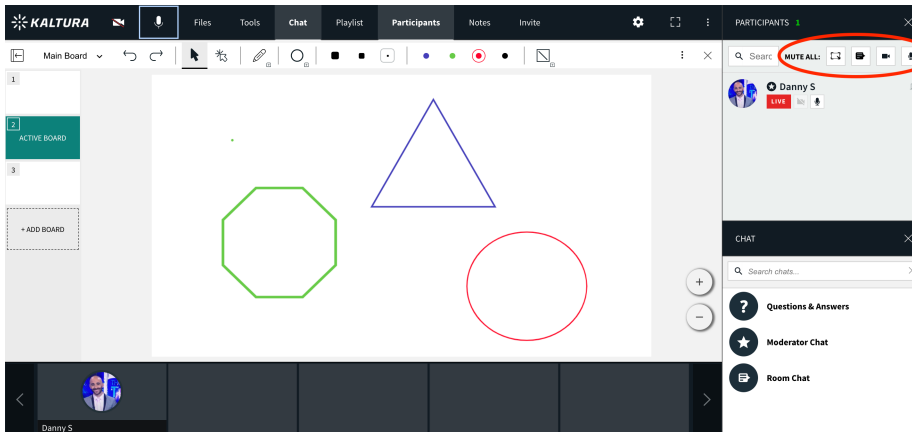 KALTURA
Files
Tools
Chat
Playlist
Participants
Notes
Invite
PARTICIPANTS 1
Main Board
Searc
MUTE ALL:
Danny S
LIVE
1
2
ACTIVE BOARD
3
+ ADD BOARD
CHAT
Search chats...
Questions & Answers
Moderator Chat
Room Chat
Danny S